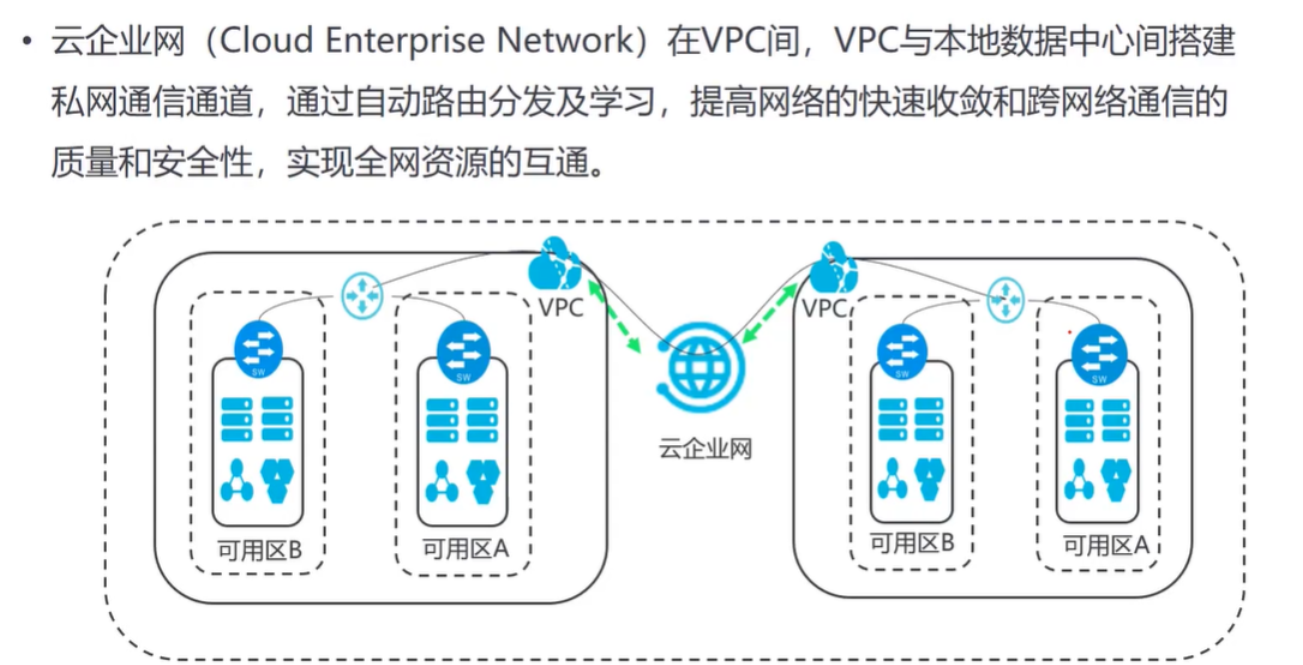 • 云企业网（Cloud Enterprise Network）在VPC间，VPC与本地数据中心间搭建
私网通信通道，通过自动路由分发及学习，提高网络的快速收敛和跨网络通信的
质量和安全性，实现全网资源的互通。
VPC
VPC
SW
SW
SW
SW
云企业网
可用区B
可用区A
可用区B
可用区A